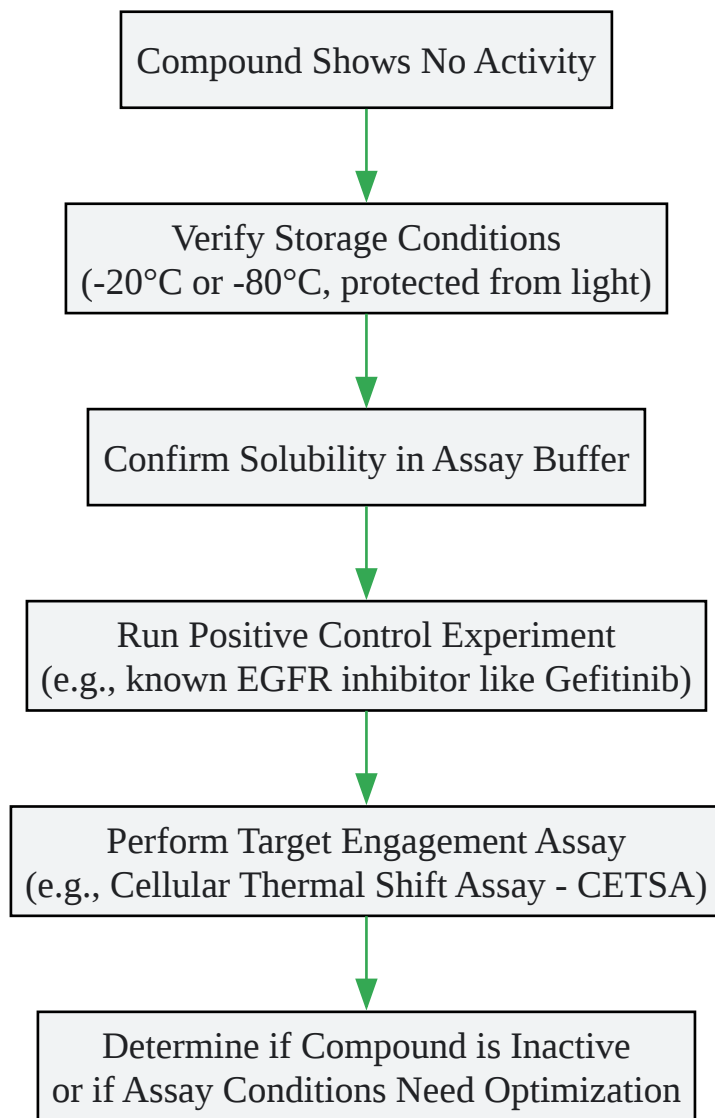 Compound Shows No Activity
Verify Storage Conditions
(-20°C or -80°C, protected from light)
Confirm Solubility in Assay Buffer
Run Positive Control Experiment
(e.g., known EGFR inhibitor like Gefitinib)
Perform Target Engagement Assay
(e.g., Cellular Thermal Shift Assay - CETSA)
Determine if Compound is Inactive
or if Assay Conditions Need Optimization